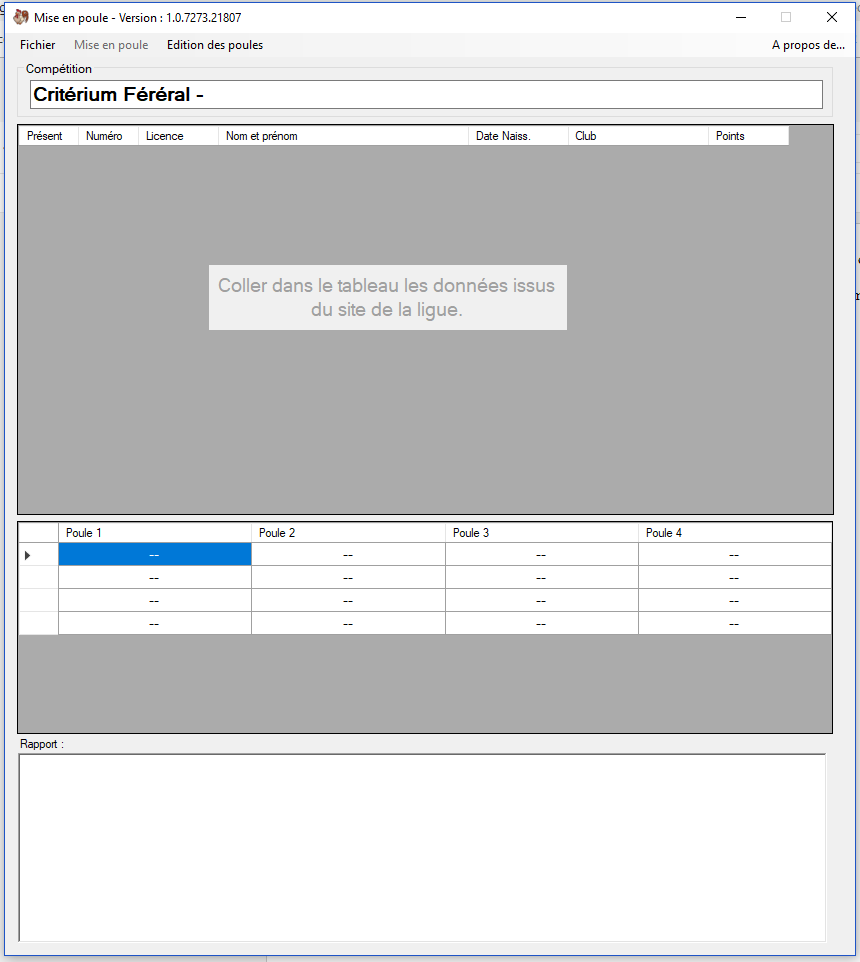 Mise en poule - Version : 1.0.7273.21807
Fichier Mise en poule Edition des poules A propos de...
Compétition
Critérium Féréral -
Présent Numéro Licence Nom et prénom Date Naiss. Club Points
Coller dans le tableau les données issus
du site de la ligue.
Poule 1 Poule 2 Poule 3 Poule 4
-- -- -- --
-- -- -- --
-- -- -- --
-- -- -- --
Rapport :